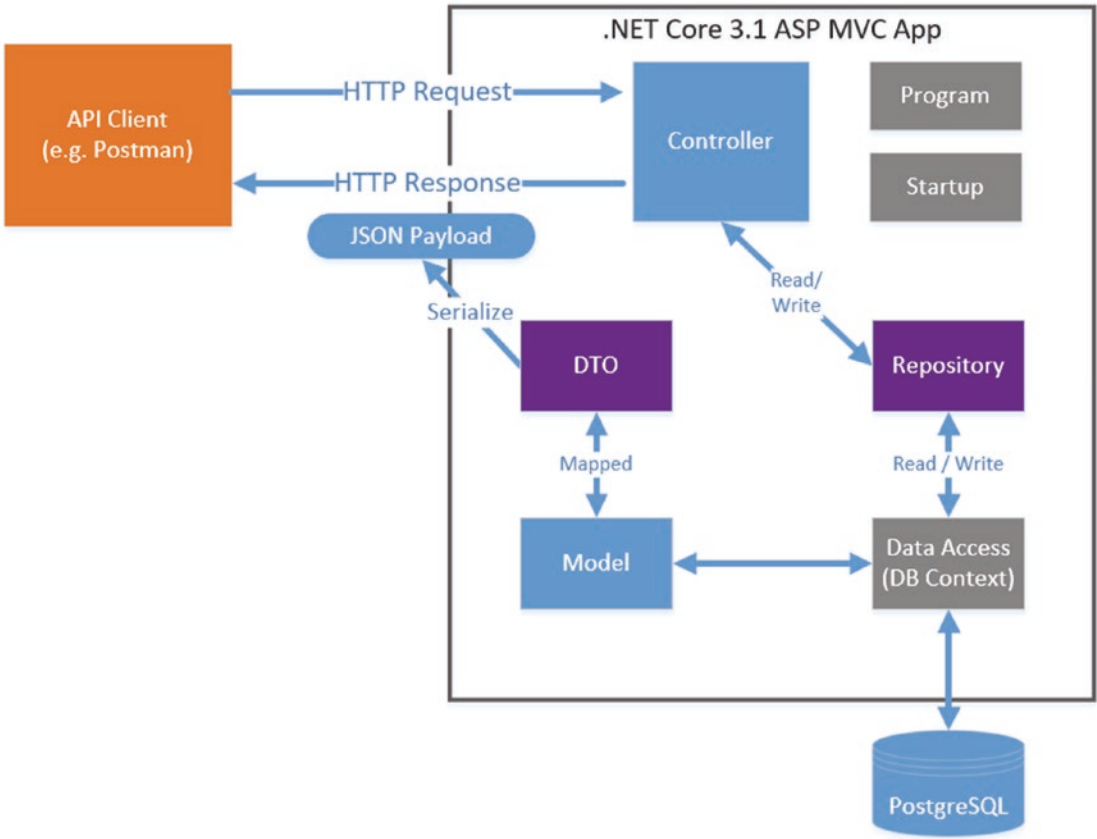 .NET Core 3.1 ASP MVC App
API Client
(e.g. Postman)
HTTP Request
Controller
Program
HTTP Response
Startup
JSON Payload
Read/
Write
Serialize
DTO
Repository
Mapped
Read / Write
Model
Data Access
(DB Context)
PostgreSQL